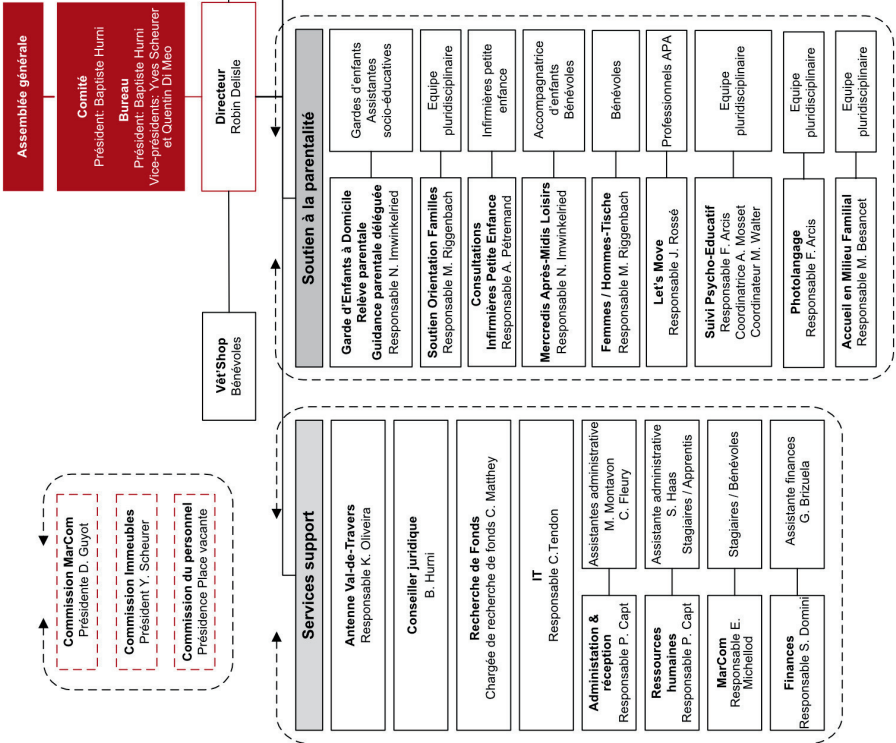 Assemblée générale
Comité
Président: Baptiste Hurni
Bureau
Président: Baptiste Hurni
Vice-présidents: Yves Scheurer
et Quentin Di Meo
Directeur
Robin Delisle
Vêt'Shop
Bénévoles
Commission MarCom
Présidente D. Guyot
Commission Immeubles
Président Y. Scheurer
Commission du personnel
Présidence Place vacante
Services support
Antenne Val-de-Travers
Responsable K. Oliveira
Conseiller juridique
B. Hurni
Recherche de Fonds
Chargée de recherche de fonds C. Matthey
IT
Responsable C.Tendon
Administation &
réception
Responsable P. Capt
Assistantes administrative
M. Montavon
C. Fleury
Ressources
humaines
Responsable P. Capt
Assistante administrative
S. Haas
Stagiaires / Apprentis
MarCom
Responsable E.
Michellod
Stagiaires / Bénévoles
Finances
Responsable S. Domini
Assistante finances
G. Brizuela
Soutien à la parentalité
Garde d'Enfants à Domicile
Relève parentale
Guidance parentale déléguée
Responsable N. Imwinkelried
Gardes d'enfants
Assistantes
socio-éducatives
Soutien Orientation Familles
Responsable M. Riggenbach
Equipe
pluridisciplinaire
Consultations
Infirmières Petite Enfance
Responsable A. Pétremand
Infirmières petite
enfance
Mercredis Après-Midis Loisirs
Responsable N. Imwinkelried
Accompagnatrice
d'enfants
Bénévoles
Femmes / Hommes-Tische
Responsable M. Riggenbach
Bénévoles
Let's Move
Responsable J. Rossé
Professionnels APA
Suivi Psycho-Educatif
Responsable F. Arcis
Coordinatrice A. Mosset
Coordinateur M. Walter
Equipe
pluridisciplinaire
Photolangage
Responsable F. Arcis
Equipe
pluridisciplinaire
Accueil en Milieu Familial
Responsable M. Besancet
Equipe
pluridisciplinaire